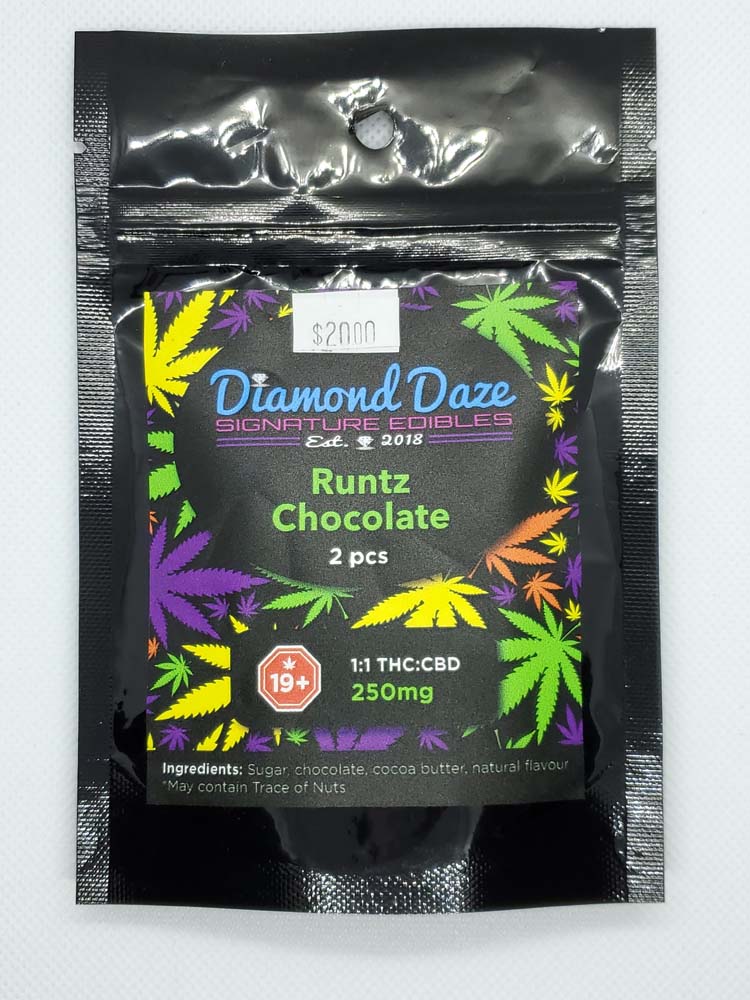 $20.00
Diamond Daze
SIGNATURE EDIBLES
Est. 2018
Runtz
Chocolate
2 pcs
19+
1:1 THC:CBD
250mg
Ingredients: Sugar, chocolate, cocoa butter, natural flavour
*May contain Trace of Nuts